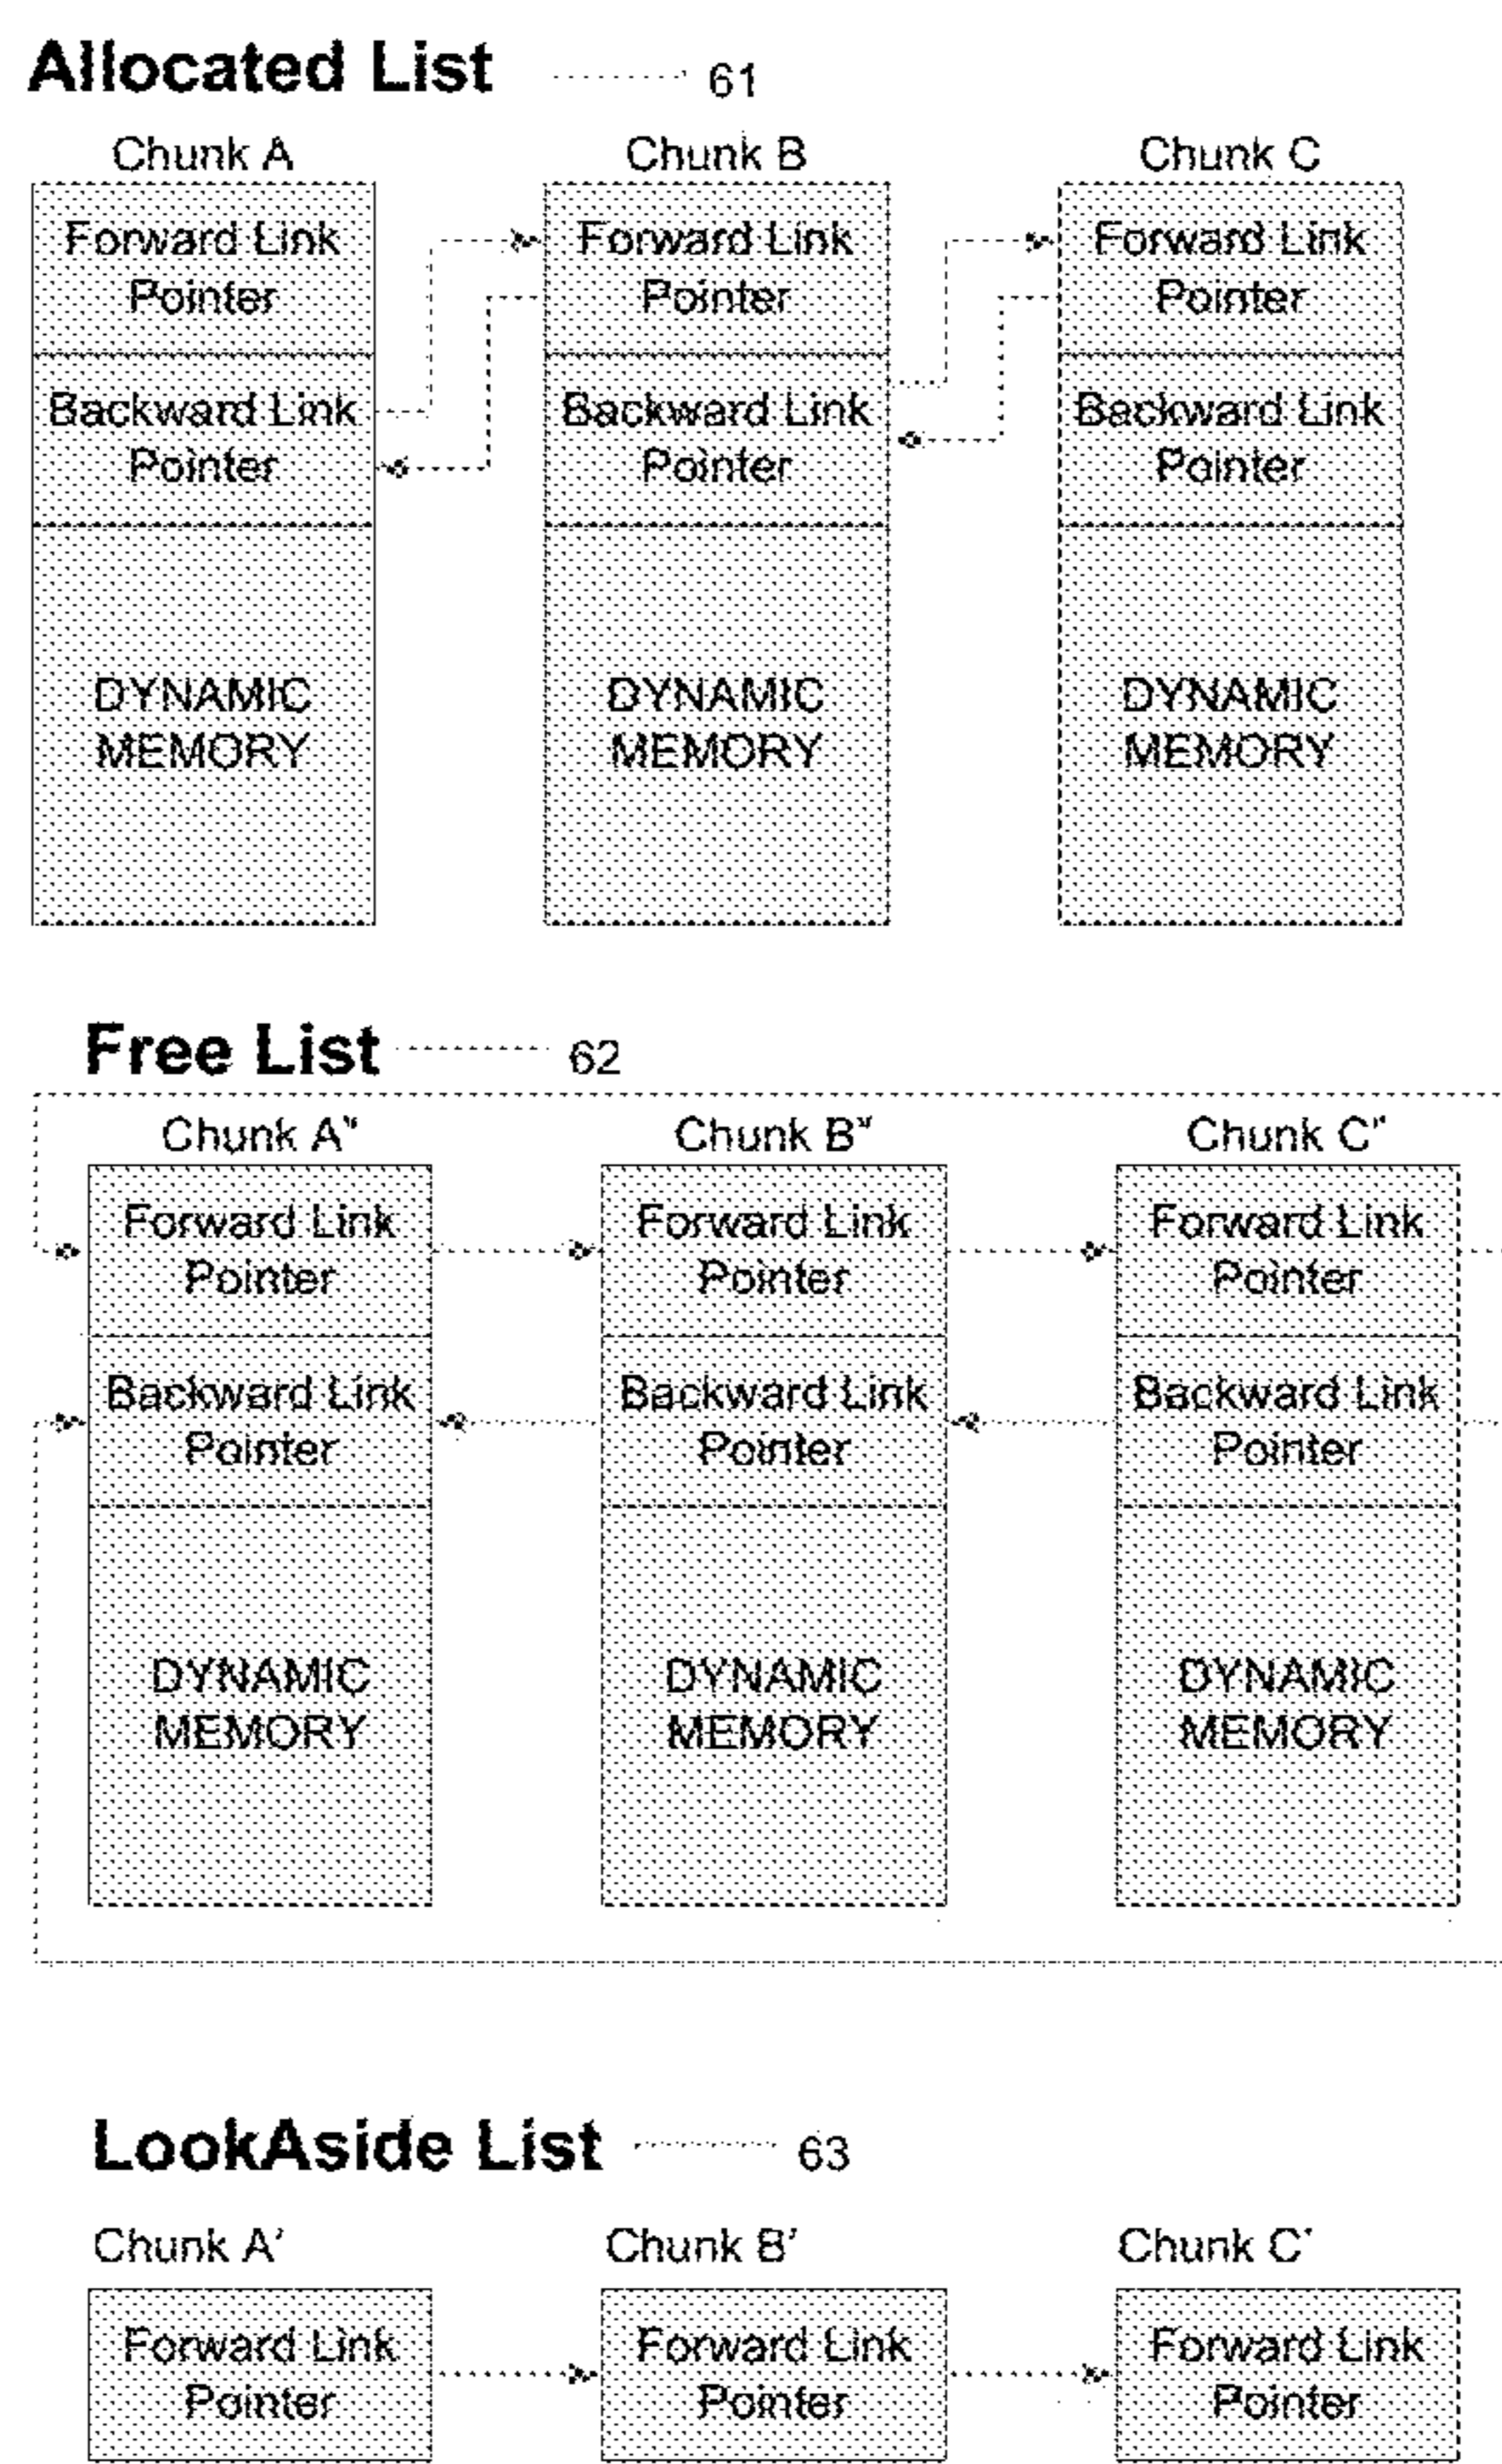 Allocated List 61
Chunk A Chunk B Chunk C
Forward Link Forward Link Forward Link
Pointer Pointer Pointer
Backward Link Backward Link Backward Link
Pointer Pointer Pointer
DYNAMIC DYNAMIC DYNAMIC
MEMORY MEMORY MEMORY
Free List 62
Chunk A" Chunk B" Chunk C"
Forward Link Forward Link Forward Link
Pointer Pointer Pointer
Backward Link Backward Link Backward Link
Pointer Pointer Pointer
DYNAMIC DYNAMIC DYNAMIC
MEMORY MEMORY MEMORY
LookAside List 63
Chunk A' Chunk B' Chunk C'
Forward Link Forward Link Forward Link
Pointer Pointer Pointer